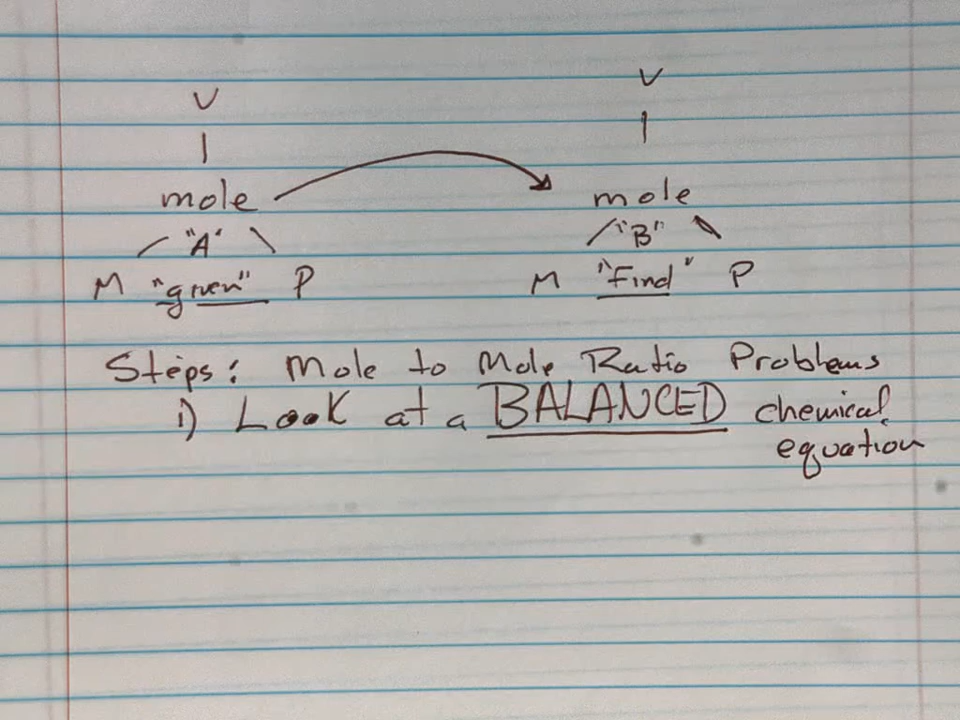 V V
mole mole
"A" "B"
M "given" P M "Find" P
Steps: Mole to Mole Ratio Problems
1) Look at a BALANCED chemical
equation